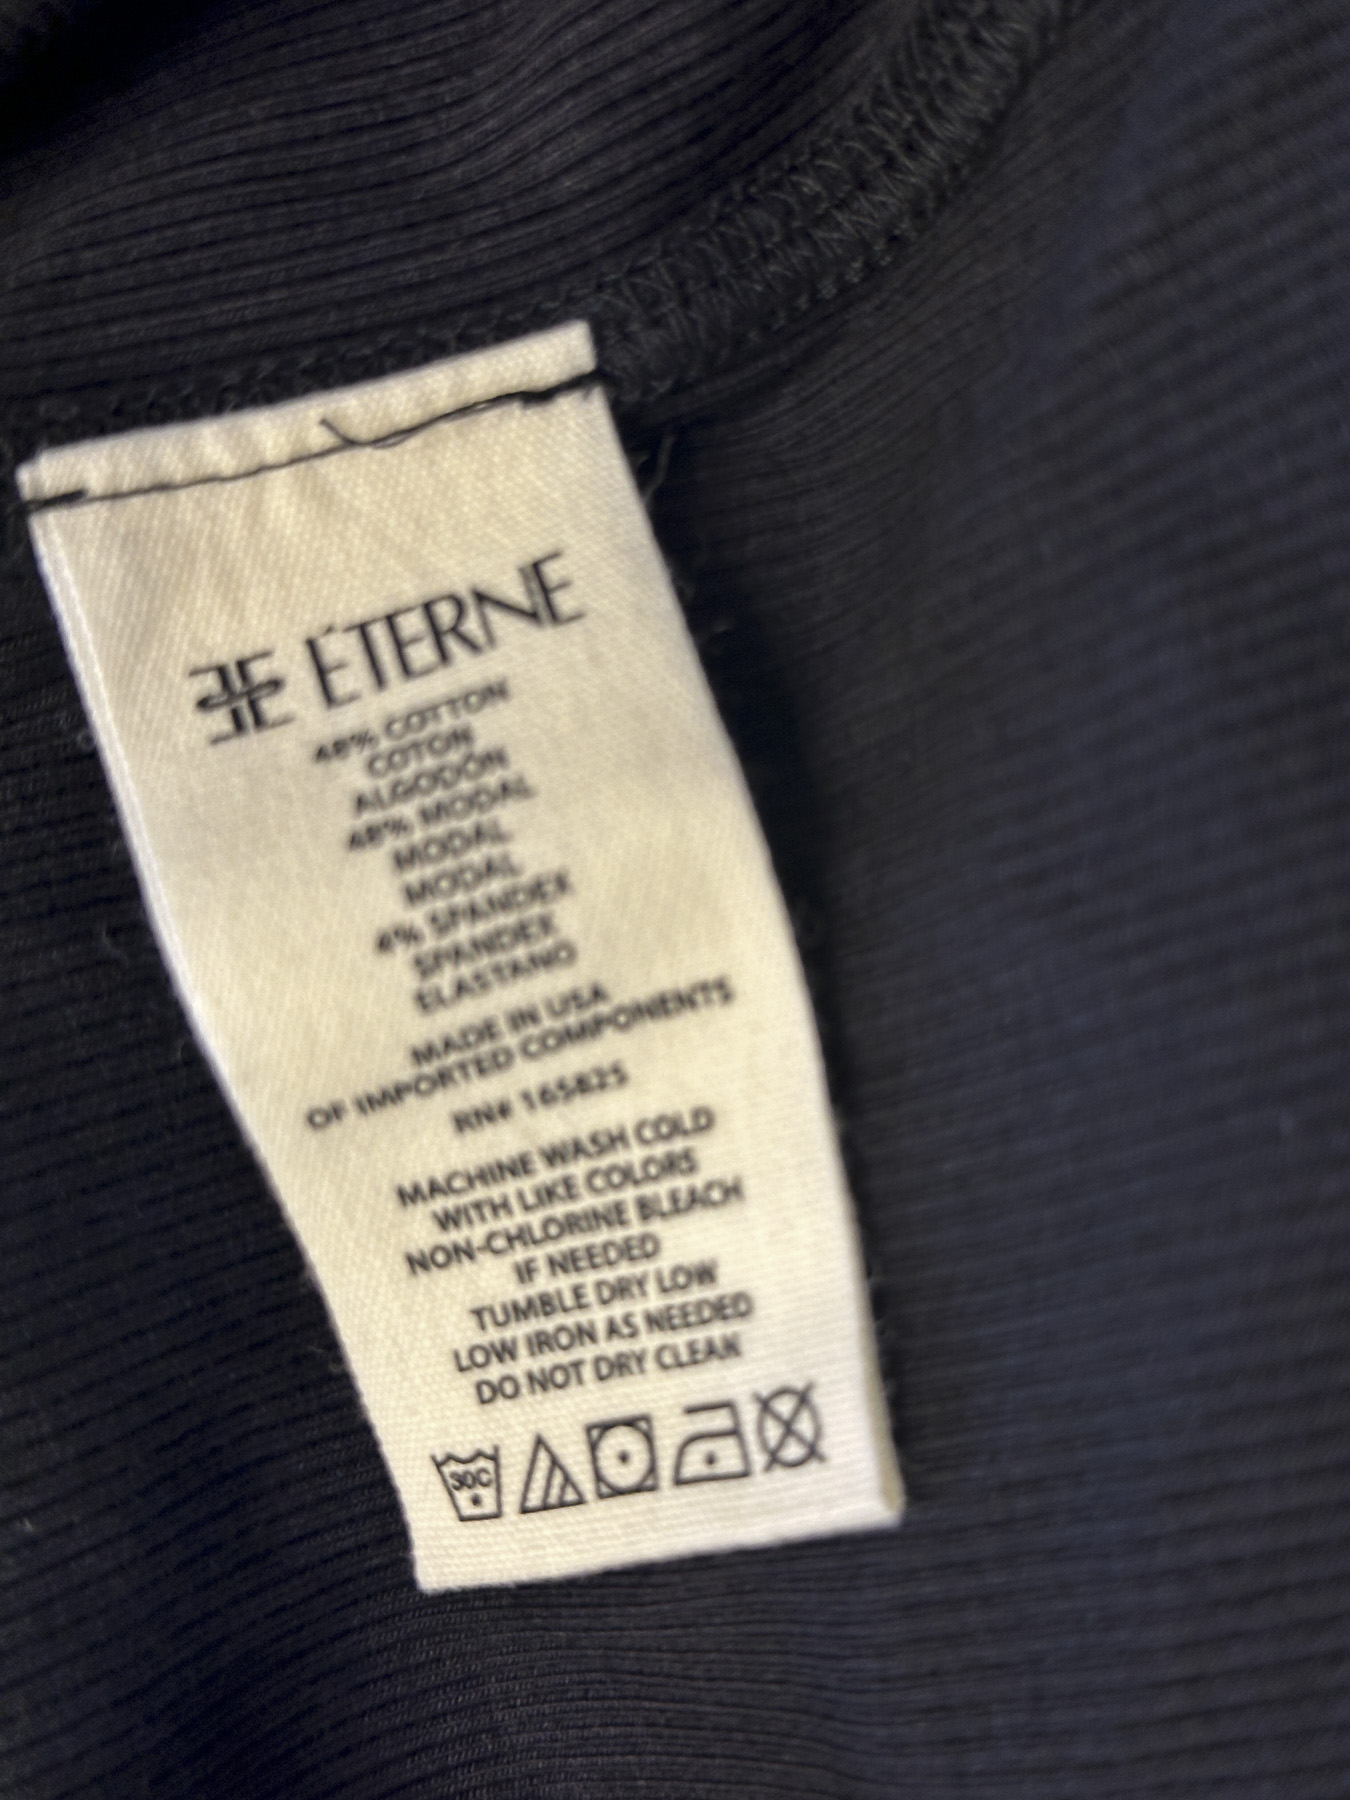 ÉTERNE
48% COTTON
COTON
ALGODÓN
48% MODAL
MODAL
MODAL
4% SPANDEX
SPANDEX
ELASTANO
MADE IN USA
OF IMPORTED COMPONENTS
RN# 165825
MACHINE WASH COLD
WITH LIKE COLORS
NON-CHLORINE BLEACH
IF NEEDED
TUMBLE DRY LOW
LOW IRON AS NEEDED
DO NOT DRY CLEAN
30C